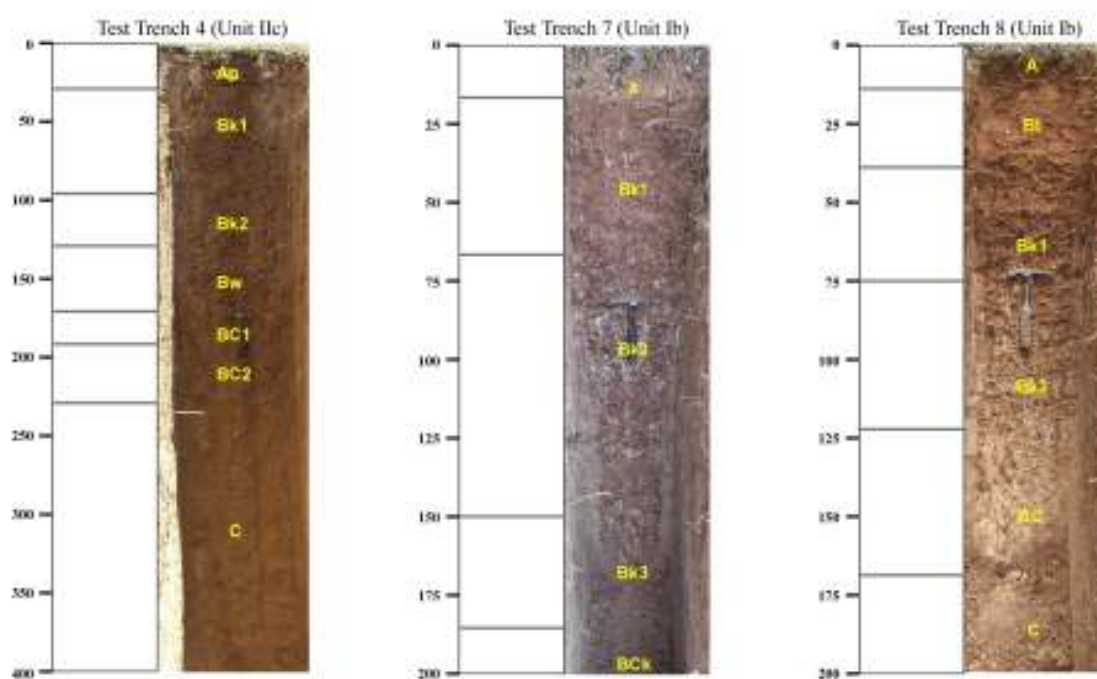 Test Trench 4 (Unit IIc)
0
50
100
150
200
250
300
350
400
Ap
Bk1
Bk2
Bw
BC1
BC2
C
Test Trench 7 (Unit Ib)
0
25
50
75
100
125
150
175
200
A
Bk1
Bk2
Bk3
BCk
Test Trench 8 (Unit Ib)
0
25
50
75
100
125
150
175
200
A
Bt
Bk1
Bk2
C